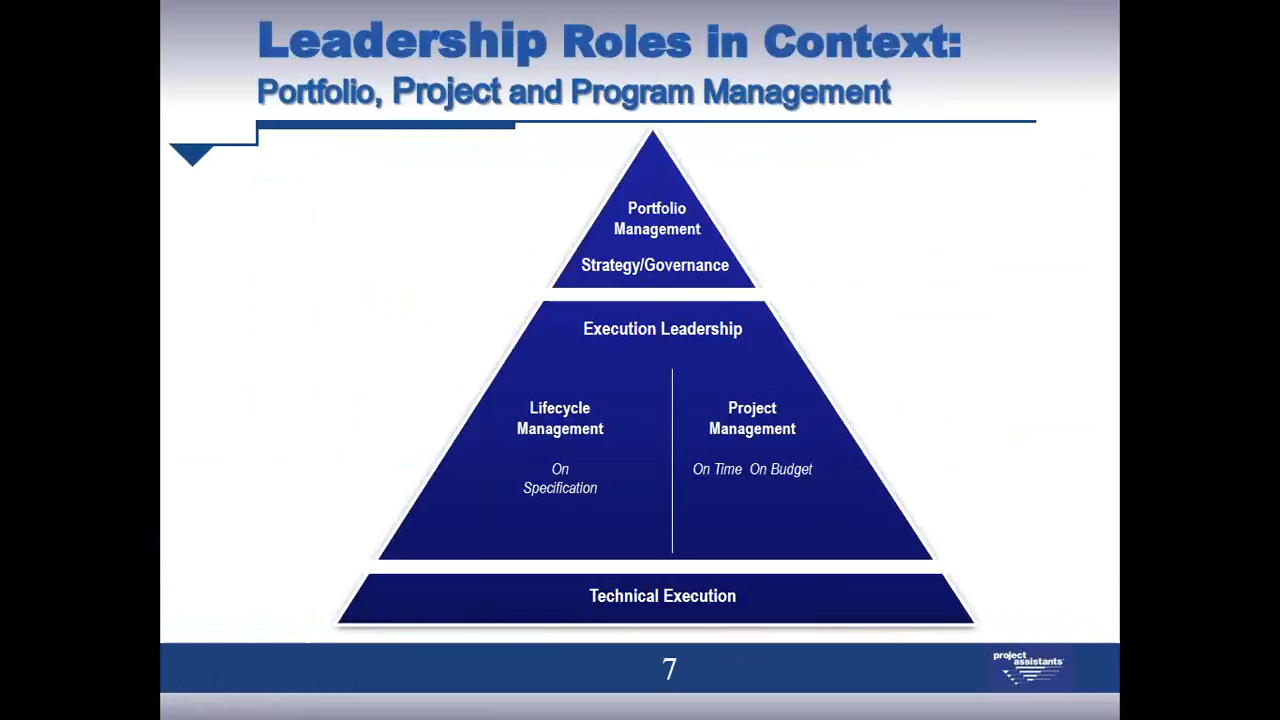 Leadership Roles in Context:
Portfolio, Project and Program Management
Portfolio
Management
Strategy/Governance
Execution Leadership
Lifecycle
Management
On
Specification
Project
Management
On Time  On Budget
Technical Execution
7
project
assistants